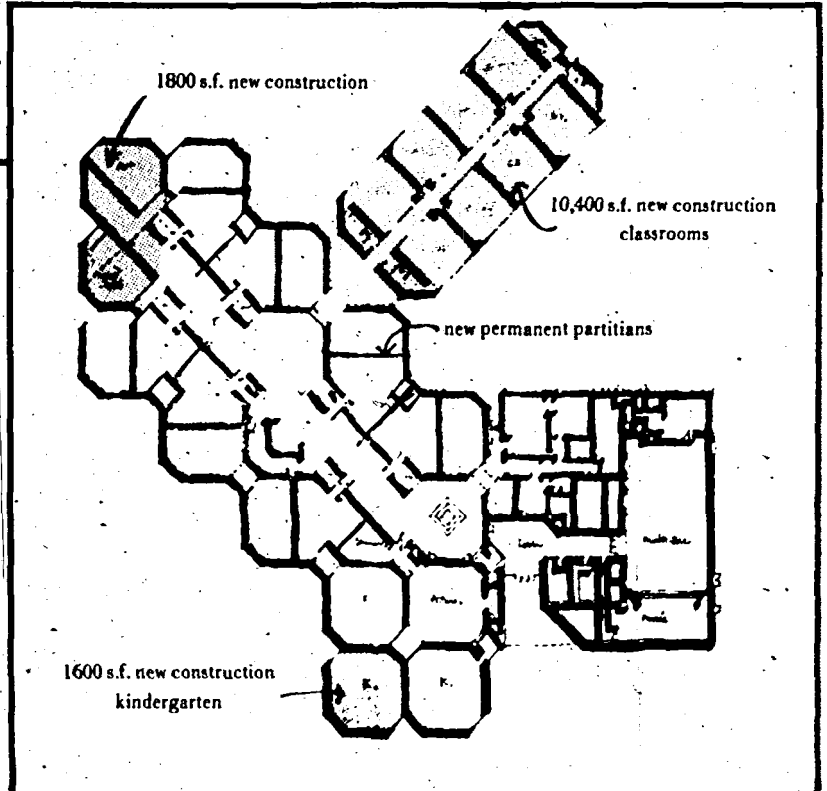 1800 s.f. new construction
10,400 s.f. new construction
classrooms
new permanent partitians
1600 s.f. new construction
kindergarten
K.
K.